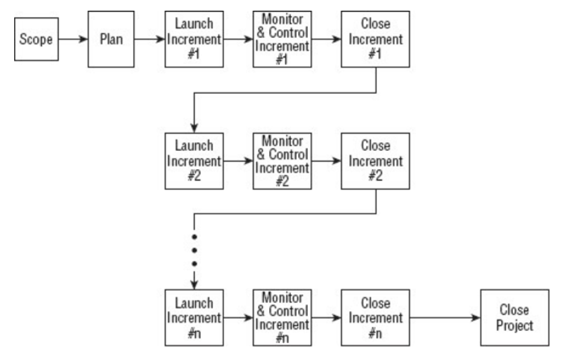 Scope
Plan
Launch
Increment
#1
Monitor
& Control
Increment
#1
Close
Increment
#1
Launch
Increment
#2
Monitor
& Control
Increment
#2
Close
Increment
#2
Launch
Increment
#n
Monitor
& Control
Increment
#n
Close
Increment
#n
Close
Project